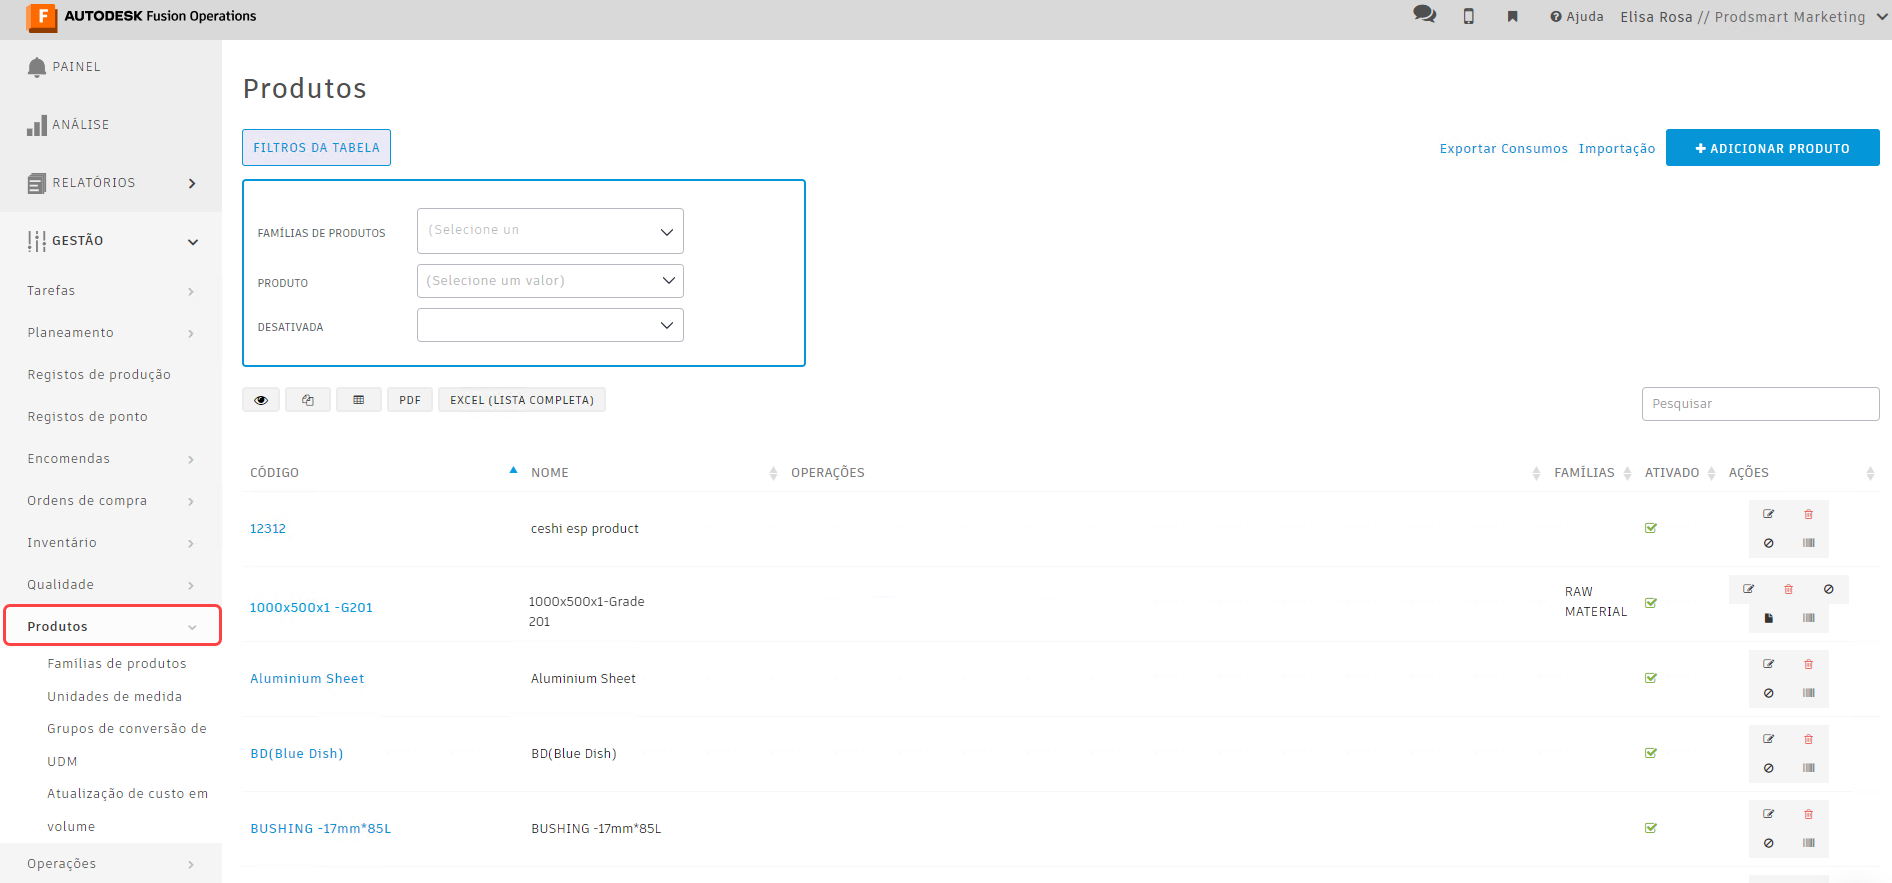 F AUTODESK Fusion Operations
Ajuda
Elisa Rosa // Prodsmart Marketing
PAINEL
ANÁLISE
RELATÓRIOS
GESTÃO
Tarefas
Planeamento
Registos de produção
Registos de ponto
Encomendas
Ordens de compra
Inventário
Qualidade
Produtos
Famílias de produtos
Unidades de medida
Grupos de conversão de
UDM
Atualização de custo em
volume
Operações
Produtos
FILTROS DA TABELA
Exportar Consumos Importação + ADICIONAR PRODUTO
FAMÍLIAS DE PRODUTOS (Selecione un
PRODUTO (Selecione um valor)
DESATIVADA
PDF EXCEL (LISTA COMPLETA)
Pesquisar
CÓDIGO NOME OPERAÇÕES FAMÍLIAS ATIVADO AÇÕES
12312 ceshi esp product
1000x500x1 -G201 1000x500x1-Grade
201
RAW
MATERIAL
Aluminium Sheet Aluminium Sheet
BD(Blue Dish) BD(Blue Dish)
BUSHING -17mm*85L BUSHING -17mm*85L